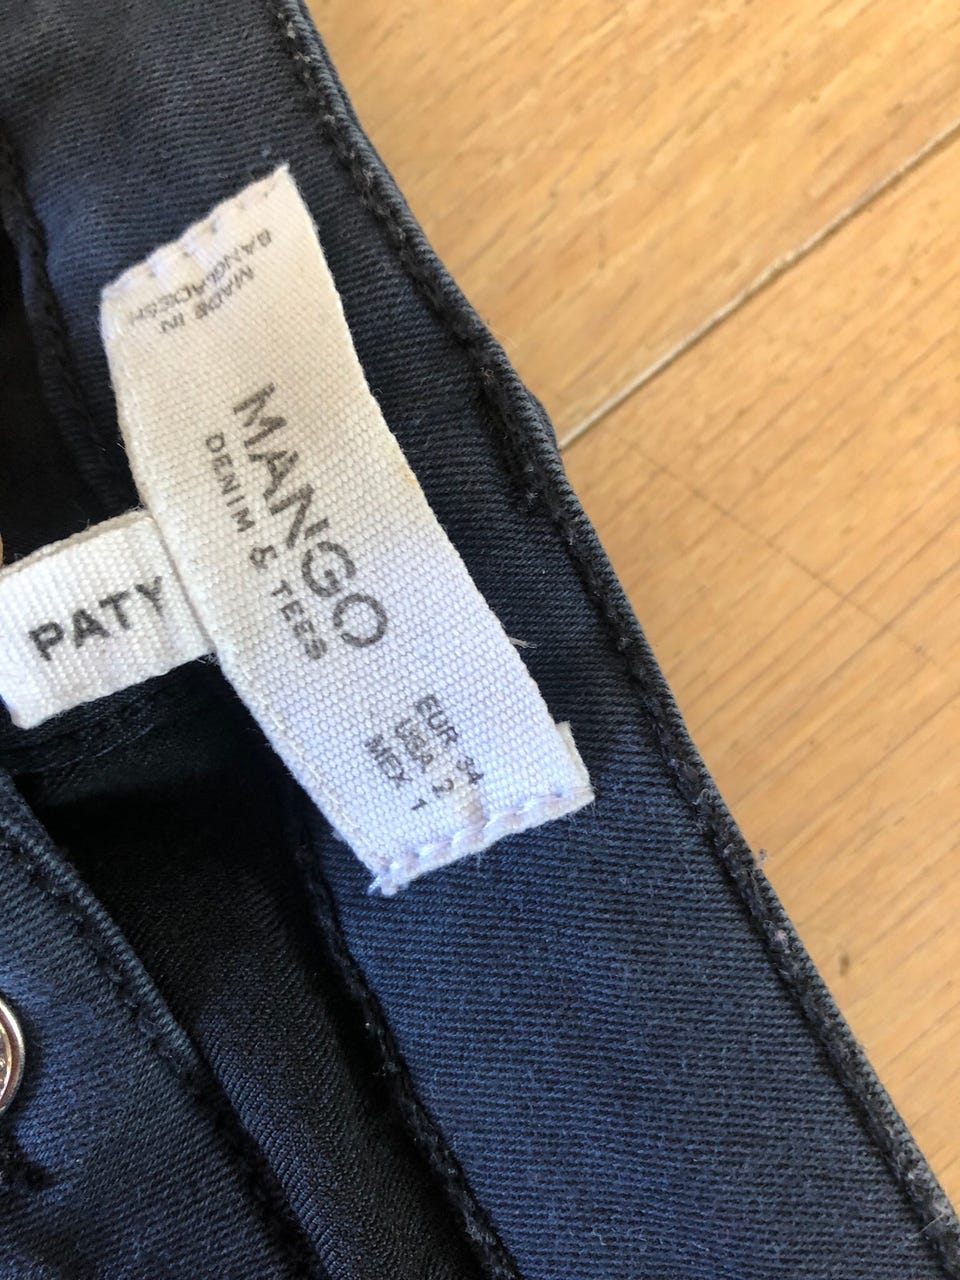 MADE IN
BANGLADESH
MANGO
DENIM & TEES
EUR 34
USA 2
MEX 1
PATY